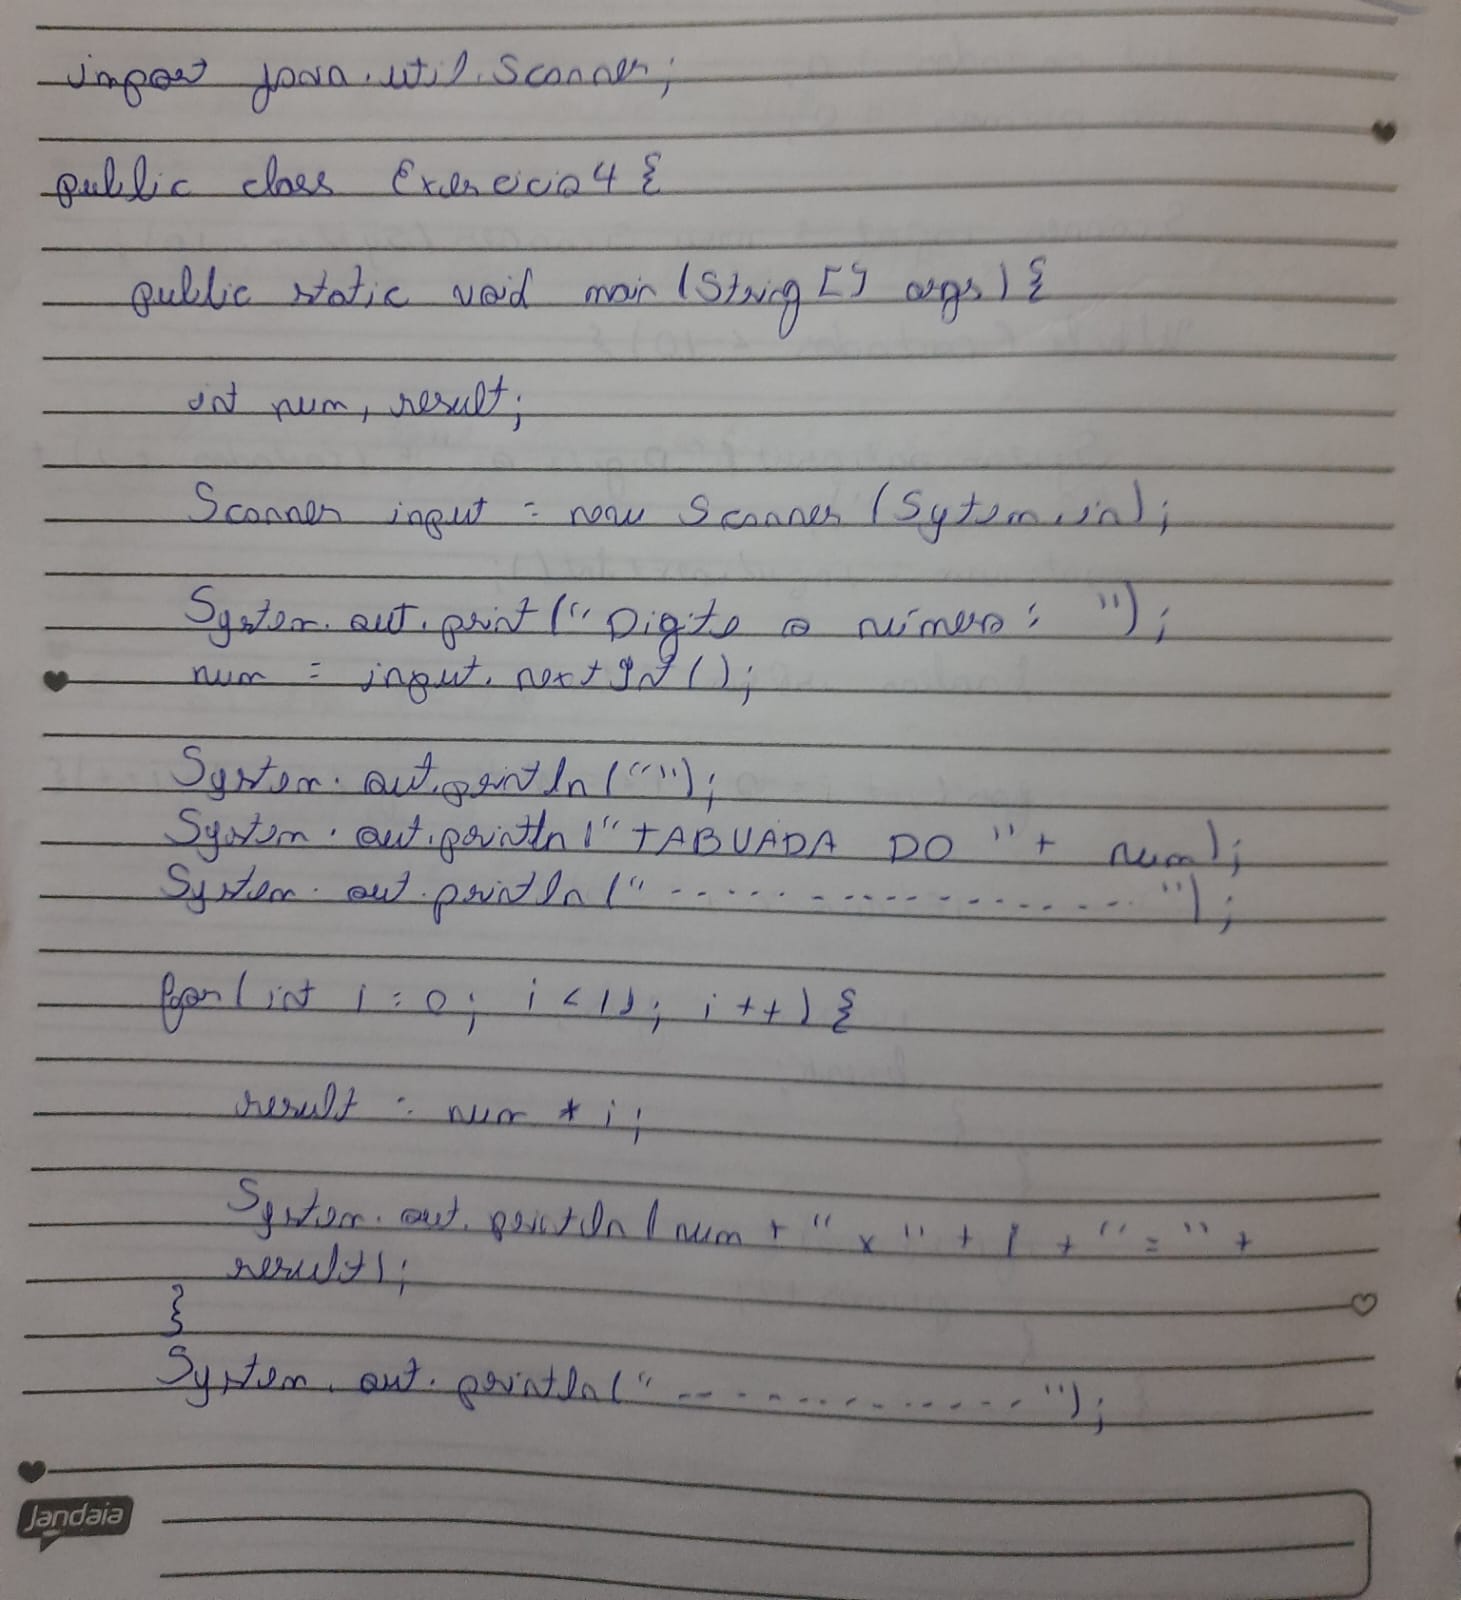 import java.util.Scanner;
public class Exercicio4 {
public static void main (String [] args) {
int num, result;
Scanner input = new Scanner (Sytem.in);
System.out.print (" Digite o número: ");
num = input.nextInt ();
System.out.println ("");
System.out.println (" TABUADA DO " + num);
System.out.println (" -------------------- ");
for (int i = 0; i < 11; i ++) {
result = num * i;
System.out.println (num + " x " + i + " = " +
result);
}
System.out.println (" --------------- ");
Jandaia